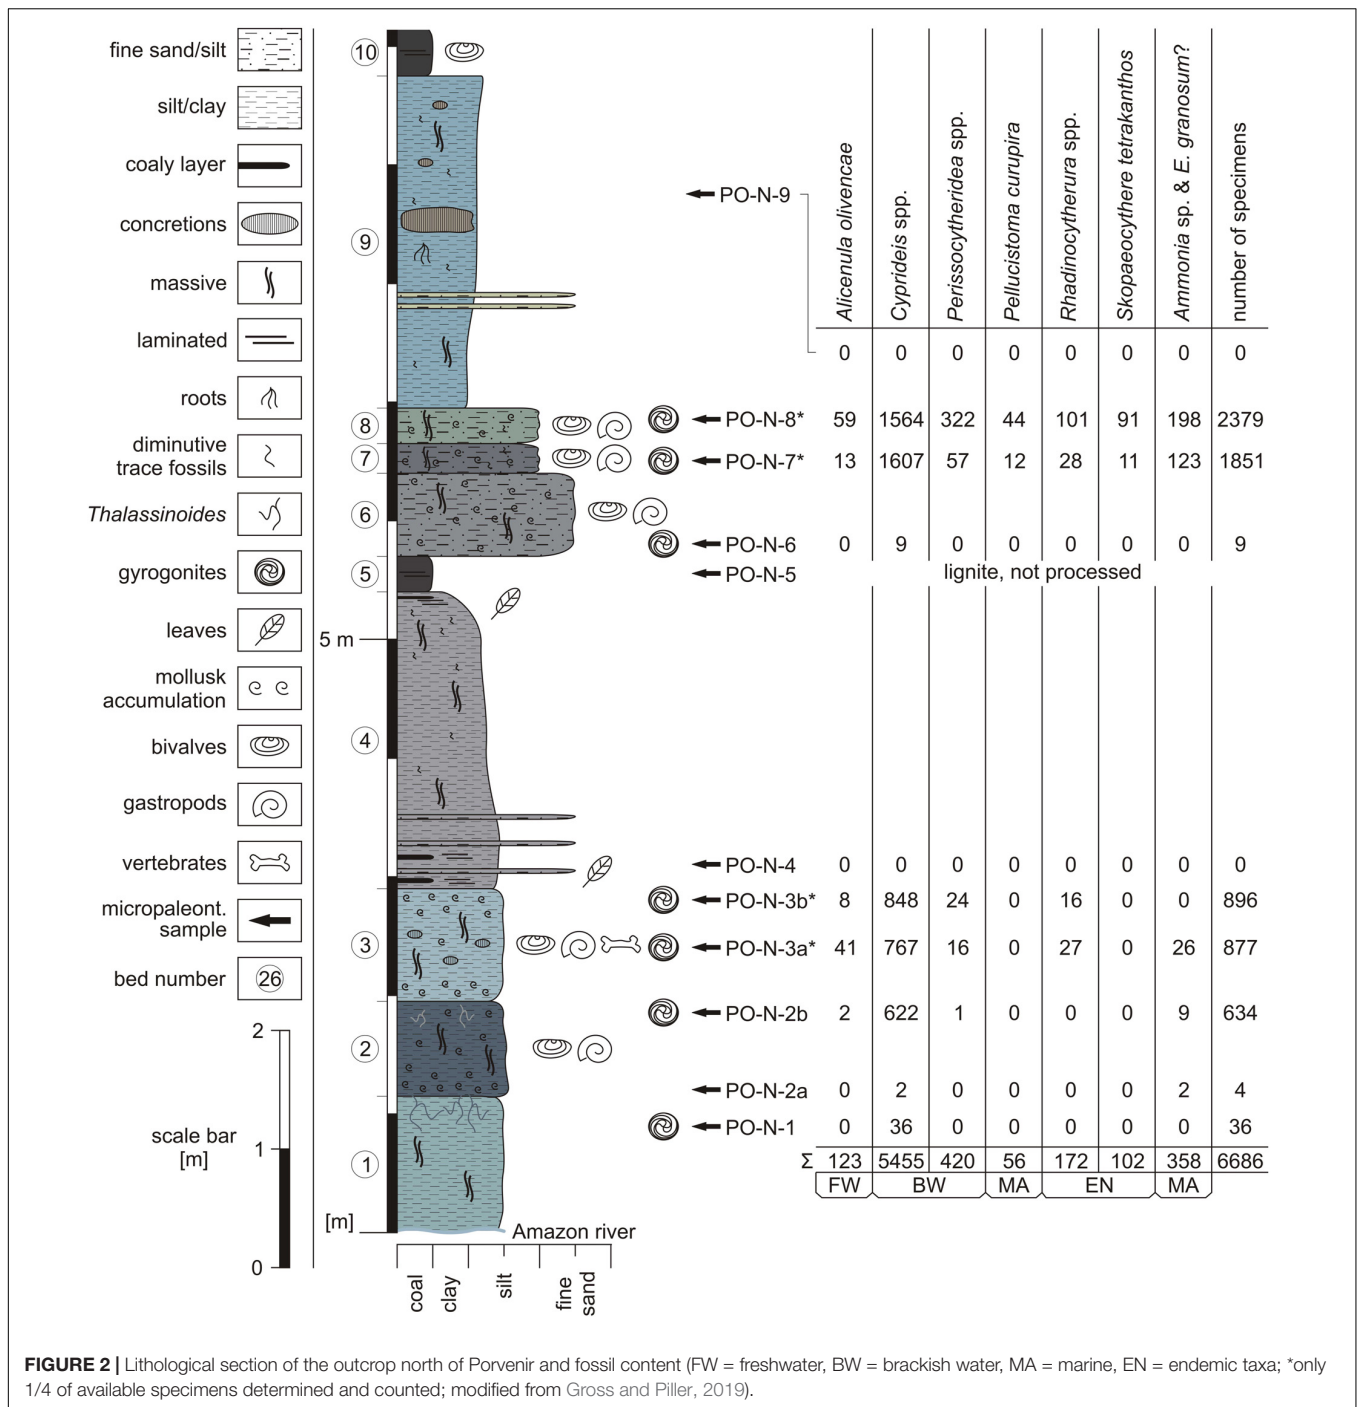 fine sand/silt
silt/clay
coaly layer
concretions
massive
laminated
roots
diminutive
trace fossils
Thalassinoides
gyrogonites
leaves
mollusk
accumulation
bivalves
gastropods
vertebrates
micropaleont.
sample
bed number
26
2
1
0
scale bar
[m]
10
9
8
7
6
5
5 m
4
3
2
1
[m]
Amazon river
coal
clay
silt
fine
sand
Alicenula olivencae
Cyprideis spp.
Perissocytheridea spp.
Pellucistoma curupira
Rhadinocytherura spp.
Skopaeocythere tetrakanthos
Ammonia sp. & E. granosum?
number of specimens
PO-N-9
0 0 0 0 0 0 0 0
PO-N-8* 59 1564 322 44 101 91 198 2379
PO-N-7* 13 1607 57 12 28 11 123 1851
PO-N-6 0 9 0 0 0 0 0 9
PO-N-5 lignite, not processed
PO-N-4 0 0 0 0 0 0 0 0
PO-N-3b* 8 848 24 0 16 0 0 896
PO-N-3a* 41 767 16 0 27 0 26 877
PO-N-2b 2 622 1 0 0 0 9 634
PO-N-2a 0 2 0 0 0 0 2 4
PO-N-1 0 36 0 0 0 0 0 36
Σ 123 5455 420 56 172 102 358 6686
FW BW MA EN MA
FIGURE 2 | Lithological section of the outcrop north of Porvenir and fossil content (FW = freshwater, BW = brackish water, MA = marine, EN = endemic taxa; *only
1/4 of available specimens determined and counted; modified from Gross and Piller, 2019).